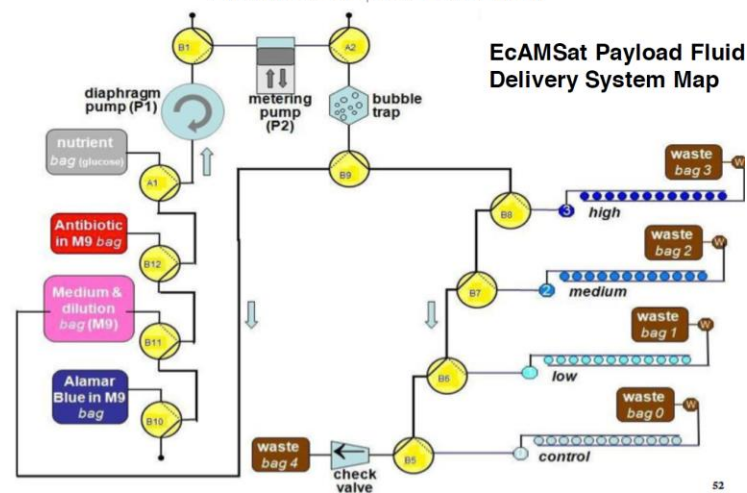 EcAMSat Payload Fluid
Delivery System Map
B1
A2
diaphragm
pump (P1)
metering
pump (P2)
bubble
trap
nutrient
bag (glucose)
A1
B9
Antibiotic
in M9 bag
B12
Medium &
dilution
bag (M9)
B11
Alamar
Blue in M9
bag
B10
waste
bag 3
W
B8
3
high
waste
bag 2
W
B7
2
medium
waste
bag 1
W
B6
low
waste
bag 0
W
B5
control
waste
bag 4
check
valve
52